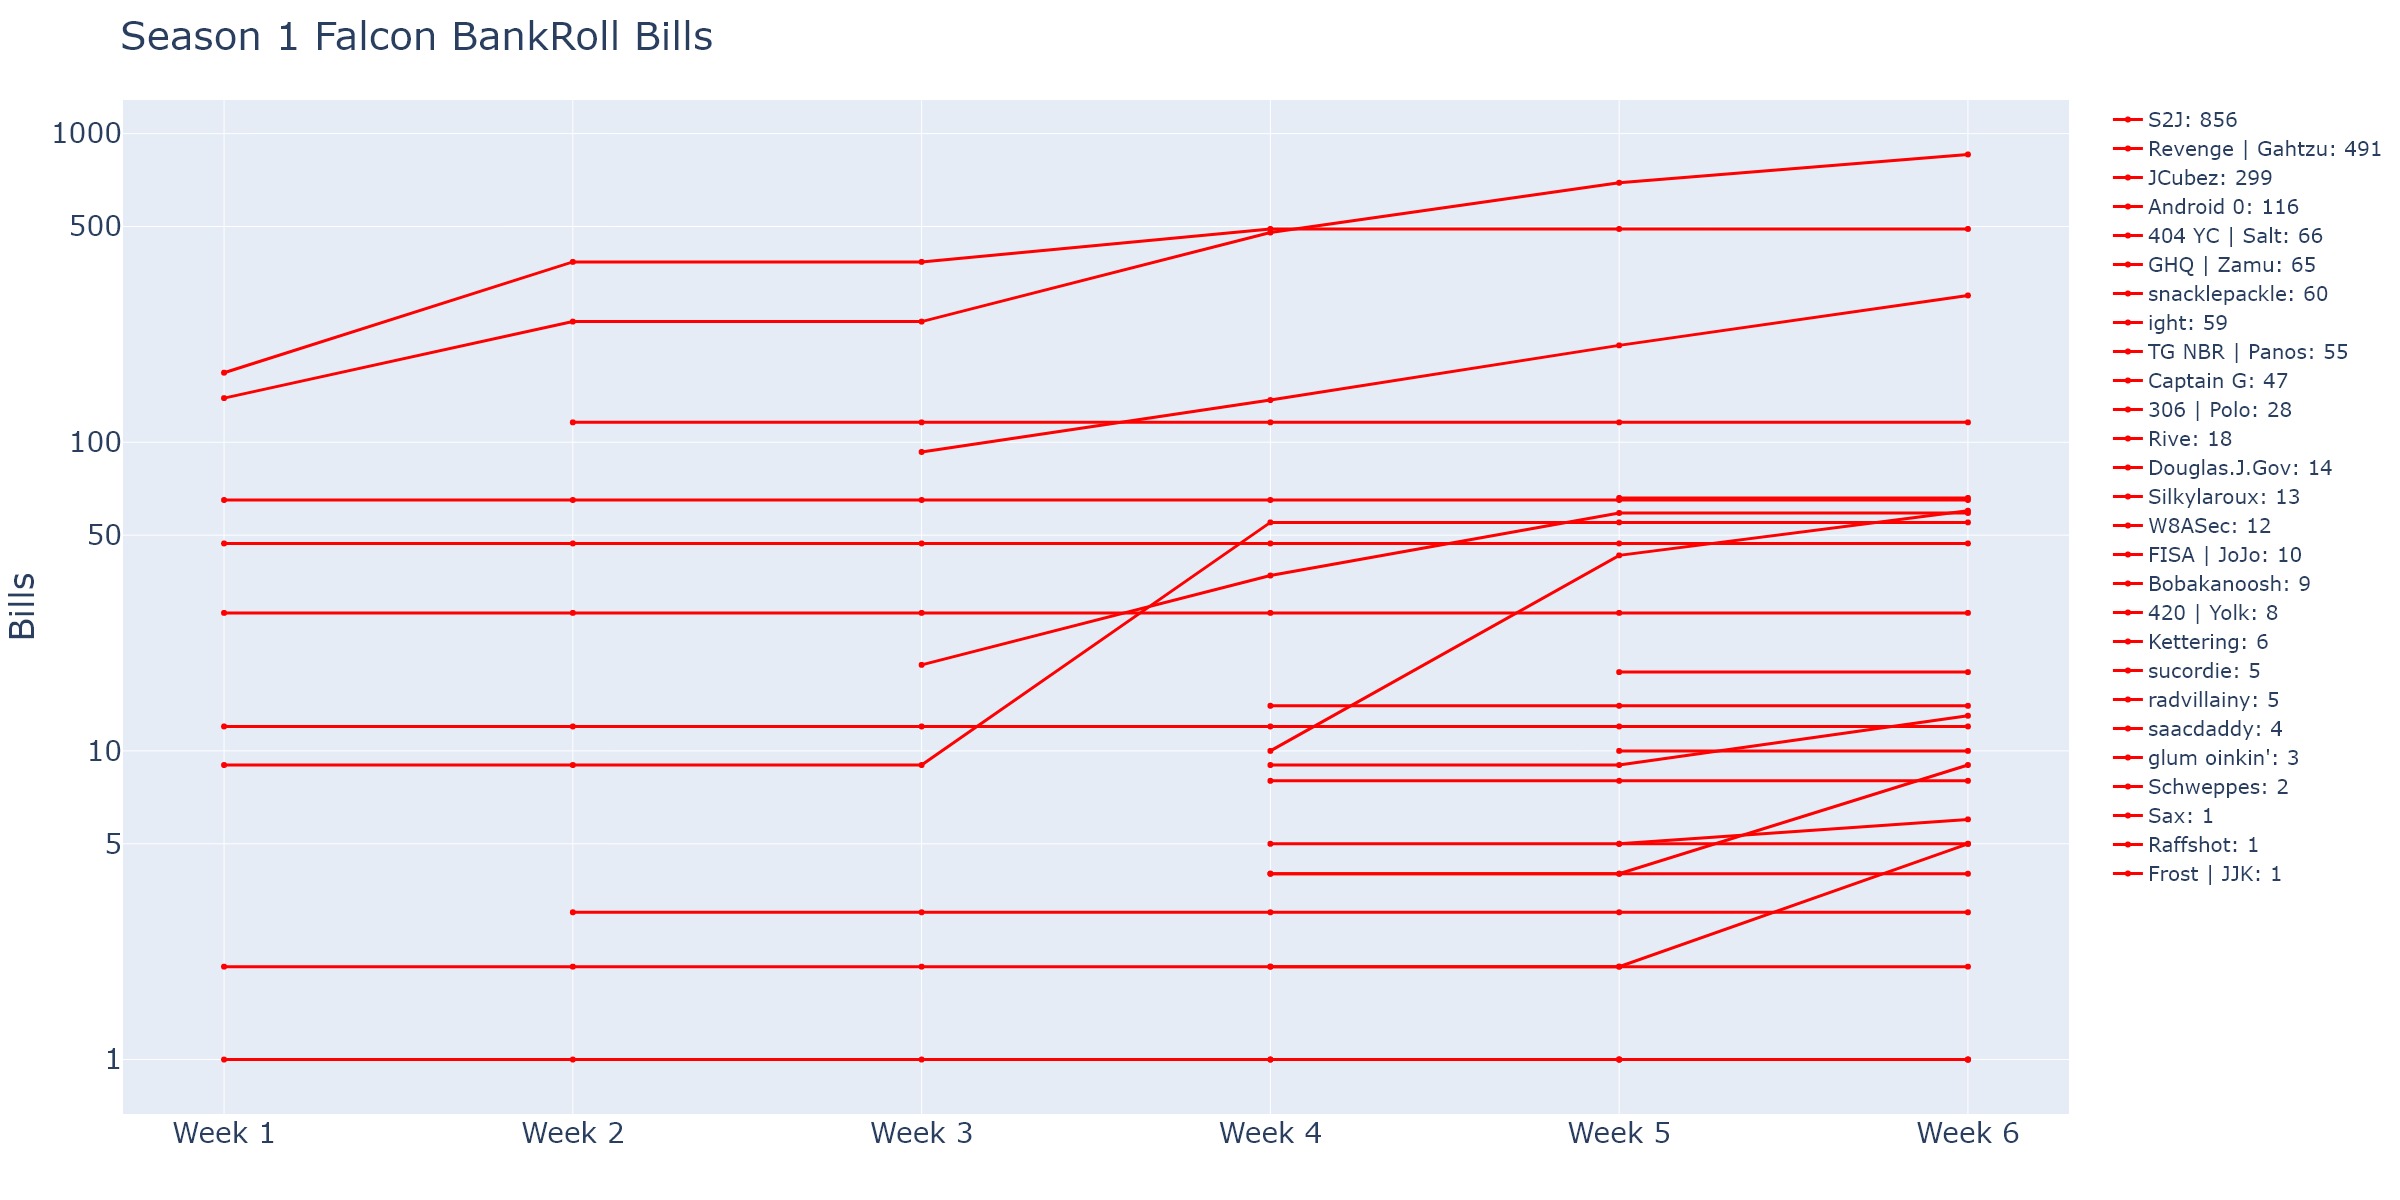 Season 1 Falcon BankRoll Bills
1000
500
100
50
10
5
1
Bills
Week 1
Week 2
Week 3
Week 4
Week 5
Week 6
S2J: 856
Revenge | Gahtzu: 491
JCubez: 299
Android 0: 116
404 YC | Salt: 66
GHQ | Zamu: 65
snacklepackle: 60
ight: 59
TG NBR | Panos: 55
Captain G: 47
306 | Polo: 28
Rive: 18
Douglas.J.Gov: 14
Silkylaroux: 13
W8ASec: 12
FISA | JoJo: 10
Bobakanoosh: 9
420 | Yolk: 8
Kettering: 6
sucordie: 5
radvillainy: 5
saacdaddy: 4
glum oinkin': 3
Schweppes: 2
Sax: 1
Raffshot: 1
Frost | JJK: 1